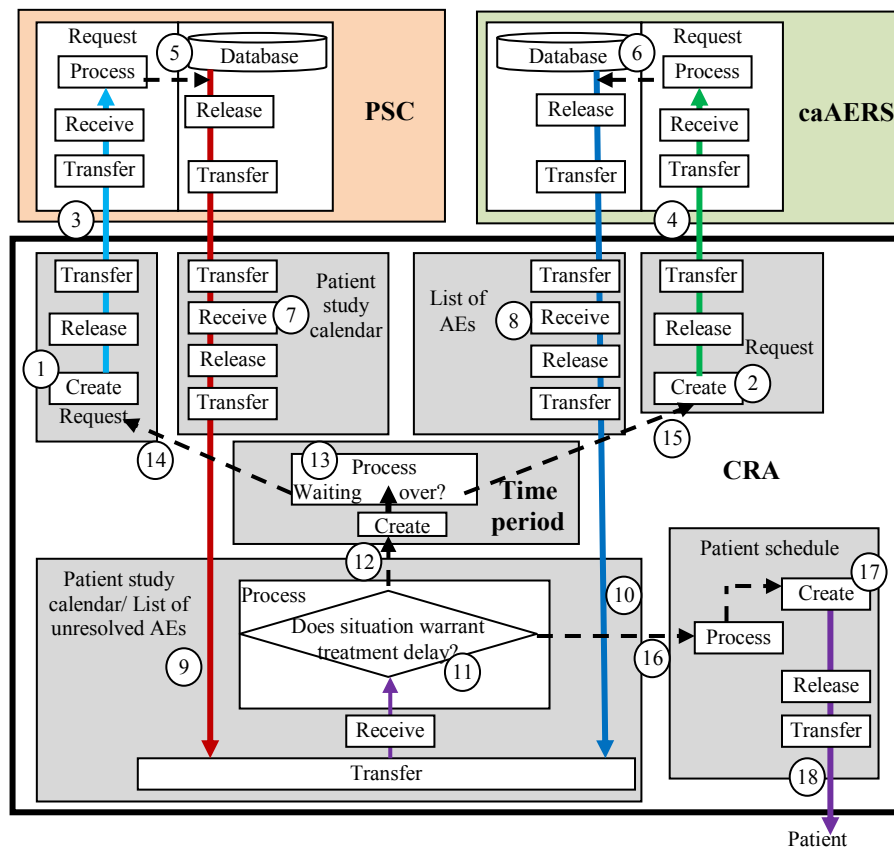 Request
5
Database
Process
Release
Receive
Transfer
Transfer
PSC
3
Database
6
Request
Process
Release
Receive
Transfer
Transfer
caAERS
4
Transfer
Release
1
Create
Request
14
Transfer
Receive
7
Release
Transfer
Patient
study
calendar
List of
AEs
8
Transfer
Receive
Release
Transfer
Transfer
Release
Request
Create
2
15
CRA
13
Process
Waiting over?
Create
Time
period
12
Patient study
calendar/ List of
unresolved AEs
9
Process
Does situation warrant
treatment delay?
11
Receive
Transfer
10
16
Patient schedule
17
Create
Process
Release
Transfer
18
Patient